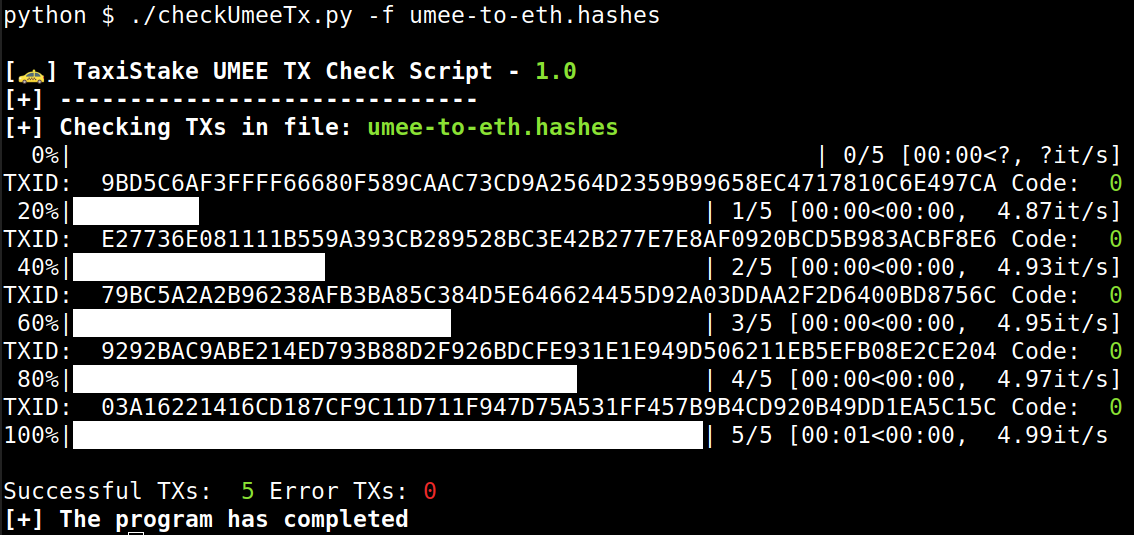 python $ ./checkUmeeTx.py -f umee-to-eth.hashes
[🚕] TaxiStake UMEE TX Check Script - 1.0
[+] ------------------------------
[+] Checking TXs in file: umee-to-eth.hashes
0%| | 0/5 [00:00<?, ?it/s]
TXID: 9BD5C6AF3FFFF66680F589CAAC73CD9A2564D2359B99658EC4717810C6E497CA Code: 0
20%| | 1/5 [00:00<00:00, 4.87it/s]
TXID: E27736E081111B559A393CB289528BC3E42B277E7E8AF0920BCD5B983ACBF8E6 Code: 0
40%| | 2/5 [00:00<00:00, 4.93it/s]
TXID: 79BC5A2A2B96238AFB3BA85C384D5E646624455D92A03DDAA2F2D6400BD8756C Code: 0
60%| | 3/5 [00:00<00:00, 4.95it/s]
TXID: 9292BAC9ABE214ED793B88D2F926BDCFE931E1E949D506211EB5EFB08E2CE204 Code: 0
80%| | 4/5 [00:00<00:00, 4.97it/s]
TXID: 03A16221416CD187CF9C11D711F947D75A531FF457B9B4CD920B49DD1EA5C15C Code: 0
100%| | 5/5 [00:01<00:00, 4.99it/s
Successful TXs: 5 Error TXs: 0
[+] The program has completed